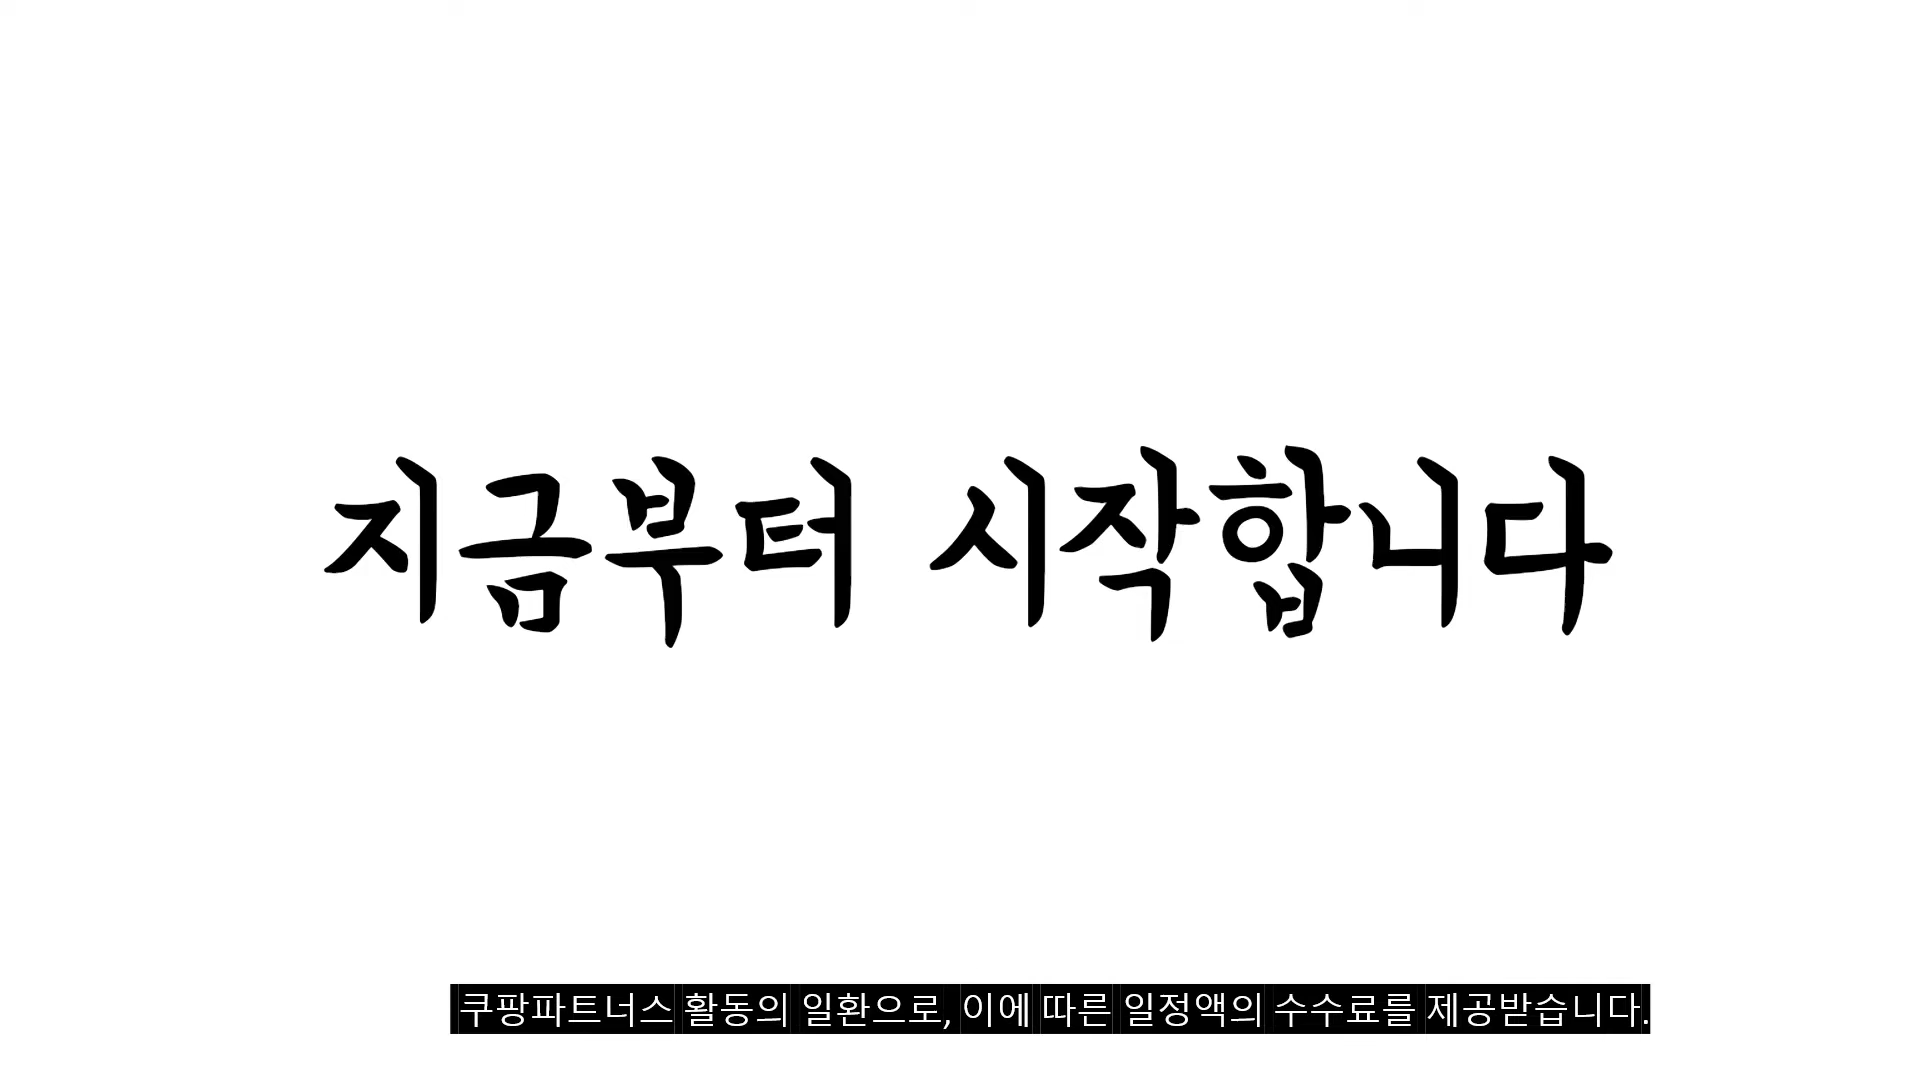 지금부터 시작합니다
쿠팡파트너스 활동의 일환으로, 이에 따른 일정액의 수수료를 제공받습니다.